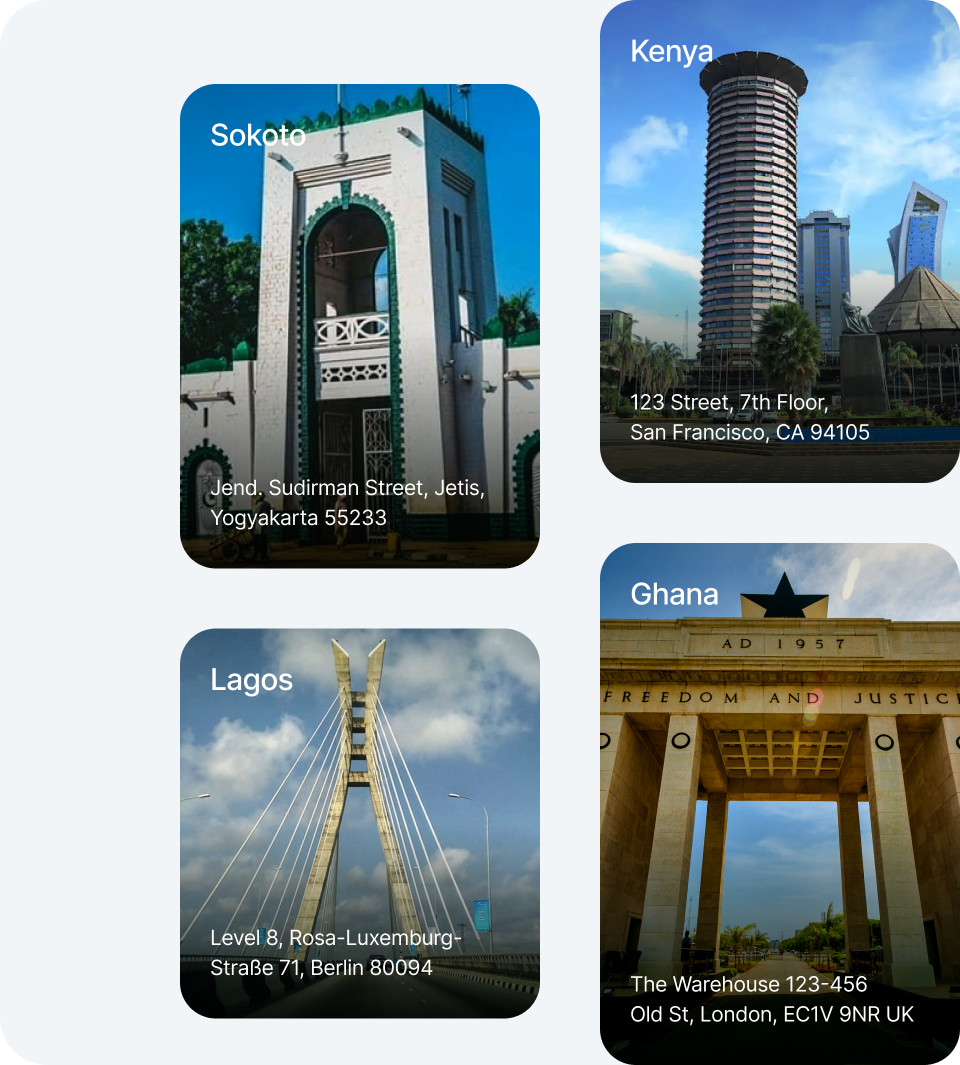 Sokoto
Jend. Sudirman Street, Jetis,
Yogyakarta 55233
Lagos
Level 8, Rosa-Luxemburg-
Straße 71, Berlin 80094
Kenya
123 Street, 7th Floor,
San Francisco, CA 94105
Ghana
AD 1957
FREEDOM AND JUSTICE
The Warehouse 123-456
Old St, London, EC1V 9NR UK